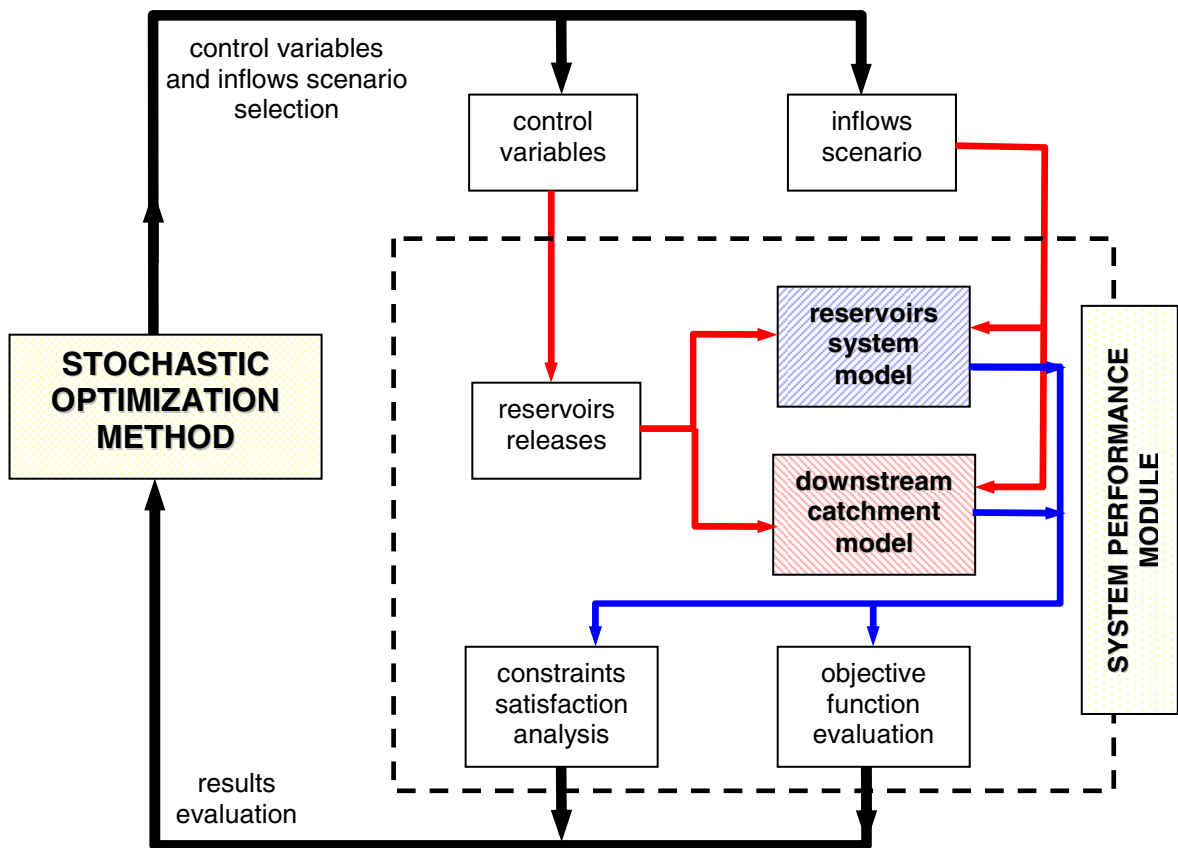 control variables
and inflows scenario
selection
control
variables
inflows
scenario
STOCHASTIC
OPTIMIZATION
METHOD
reservoirs
releases
reservoirs
system
model
downstream
catchment
model
SYSTEM PERFORMANCE
MODULE
constraints
satisfaction
analysis
objective
function
evaluation
results
evaluation